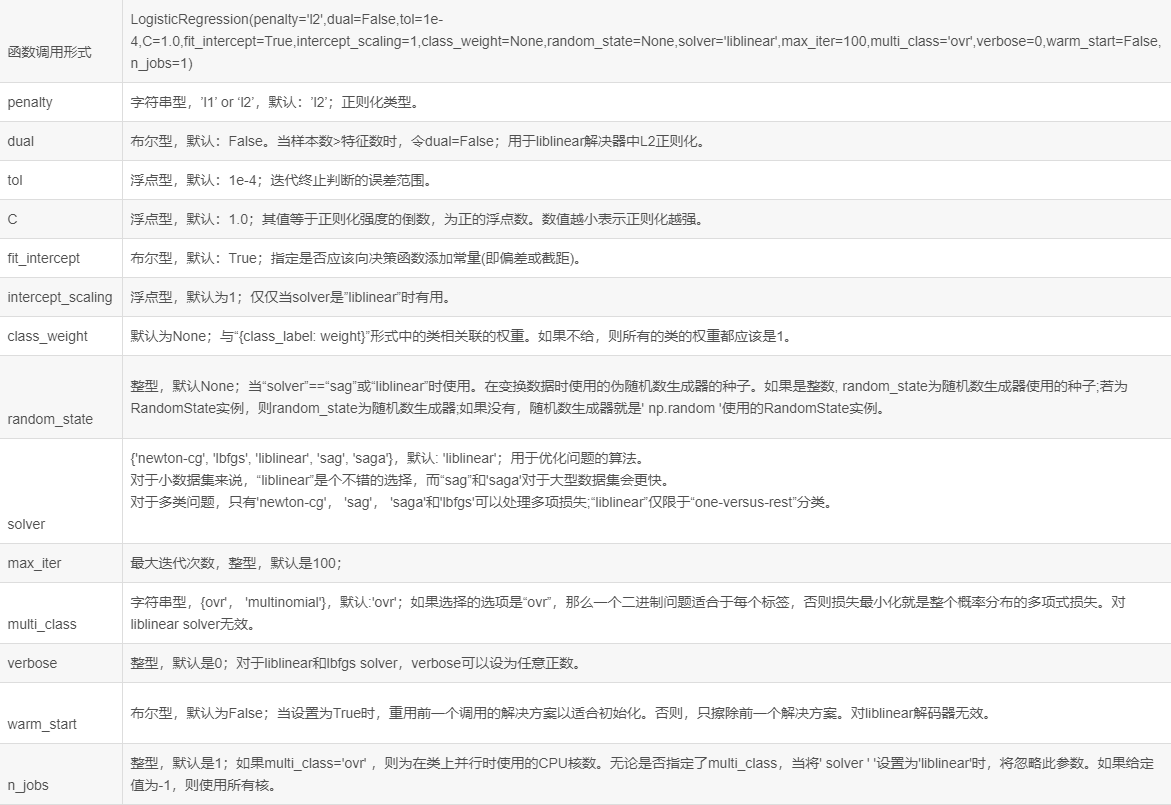 函数调用形式
LogisticRegression(penalty='l2',dual=False,tol=1e-
4,C=1.0,fit_intercept=True,intercept_scaling=1,class_weight=None,random_state=None,solver='liblinear',max_iter=100,multi_class='ovr',verbose=0,warm_start=False,
n_jobs=1)
penalty
字符串型，’l1’ or ‘l2’，默认：’l2’；正则化类型。
dual
布尔型，默认：False。当样本数>特征数时，令dual=False；用于liblinear解决器中L2正则化。
tol
浮点型，默认：1e-4；迭代终止判断的误差范围。
C
浮点型，默认：1.0；其值等于正则化强度的倒数，为正的浮点数。数值越小表示正则化越强。
fit_intercept
布尔型，默认：True；指定是否应该向决策函数添加常量(即偏差或截距)。
intercept_scaling
浮点型，默认为1；仅仅当solver是”liblinear”时有用。
class_weight
默认为None；与“{class_label: weight}”形式中的类相关联的权重。如果不给，则所有的类的权重都应该是1。
random_state
整型，默认None；当“solver”==“sag”或“liblinear”时使用。在变换数据时使用的伪随机数生成器的种子。如果是整数, random_state为随机数生成器使用的种子;若为
RandomState实例，则random_state为随机数生成器;如果没有，随机数生成器就是' np.random '使用的RandomState实例。
solver
{'newton-cg', 'lbfgs', 'liblinear', 'sag', 'saga'}，默认: 'liblinear'；用于优化问题的算法。
对于小数据集来说，“liblinear”是个不错的选择，而“sag”和'saga'对于大型数据集会更快。
对于多类问题，只有'newton-cg'， 'sag'， 'saga'和'lbfgs'可以处理多项损失;“liblinear”仅限于“one-versus-rest”分类。
max_iter
最大迭代次数，整型，默认是100；
multi_class
字符串型，{ovr'， 'multinomial'}，默认:'ovr'；如果选择的选项是“ovr”，那么一个二进制问题适合于每个标签，否则损失最小化就是整个概率分布的多项式损失。对
liblinear solver无效。
verbose
整型，默认是0；对于liblinear和lbfgs solver，verbose可以设为任意正数。
warm_start
布尔型，默认为False；当设置为True时，重用前一个调用的解决方案以适合初始化。否则，只擦除前一个解决方案。对liblinear解码器无效。
n_jobs
整型，默认是1；如果multi_class='ovr' ，则为在类上并行时使用的CPU核数。无论是否指定了multi_class，当将' solver ' '设置为'liblinear'时，将忽略此参数。如果给定
值为-1，则使用所有核。